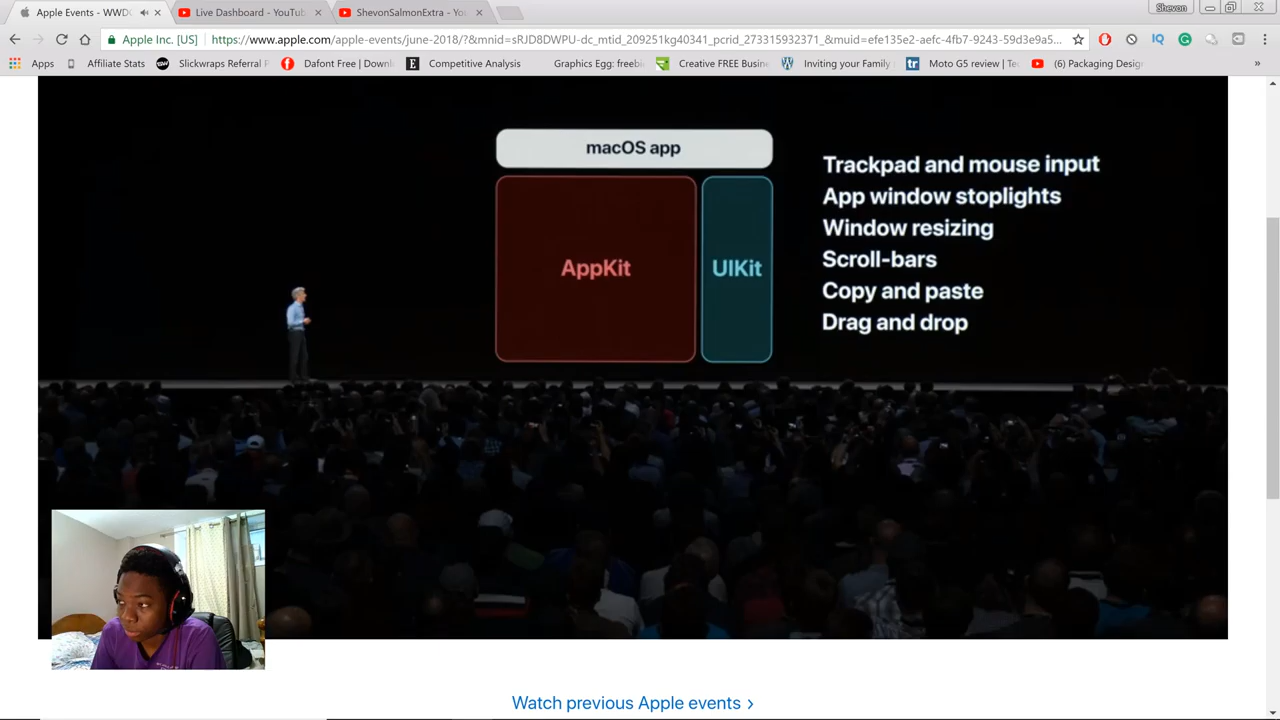 Apple Events - WWD
Live Dashboard - YouTub
ShevonSalmonExtra - Yo
Shevon
Apple Inc. [US]
https://www.apple.com/apple-events/june-2018/?&mnid=sRJD8DWPU-dc_mtid_209251kg40341_pcrid_273315932371_&muid=efe135e2-aefc-4fb7-9243-59d3e9a5...
Apps
Affiliate Stats
Slickwraps Referral P
Dafont Free | Downl
Competitive Analysis
Graphics Egg: freebi
Creative FREE Busin
Inviting your Family
Moto G5 review | Te
(6) Packaging Desig
macOS app
AppKit
UIKit
Trackpad and mouse input
App window stoplights
Window resizing
Scroll-bars
Copy and paste
Drag and drop
Watch previous Apple events